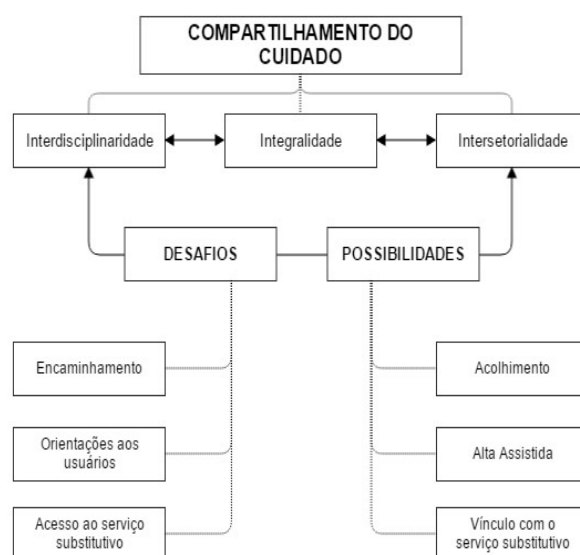 COMPARTILHAMENTO DO
CUIDADO
Interdisciplinaridade
Integralidade
Intersetorialidade
DESAFIOS
POSSIBILIDADES
Encaminhamento
Acolhimento
Orientações aos
usuários
Alta Assistida
Acesso ao serviço
substitutivo
Vínculo com o
serviço substitutivo